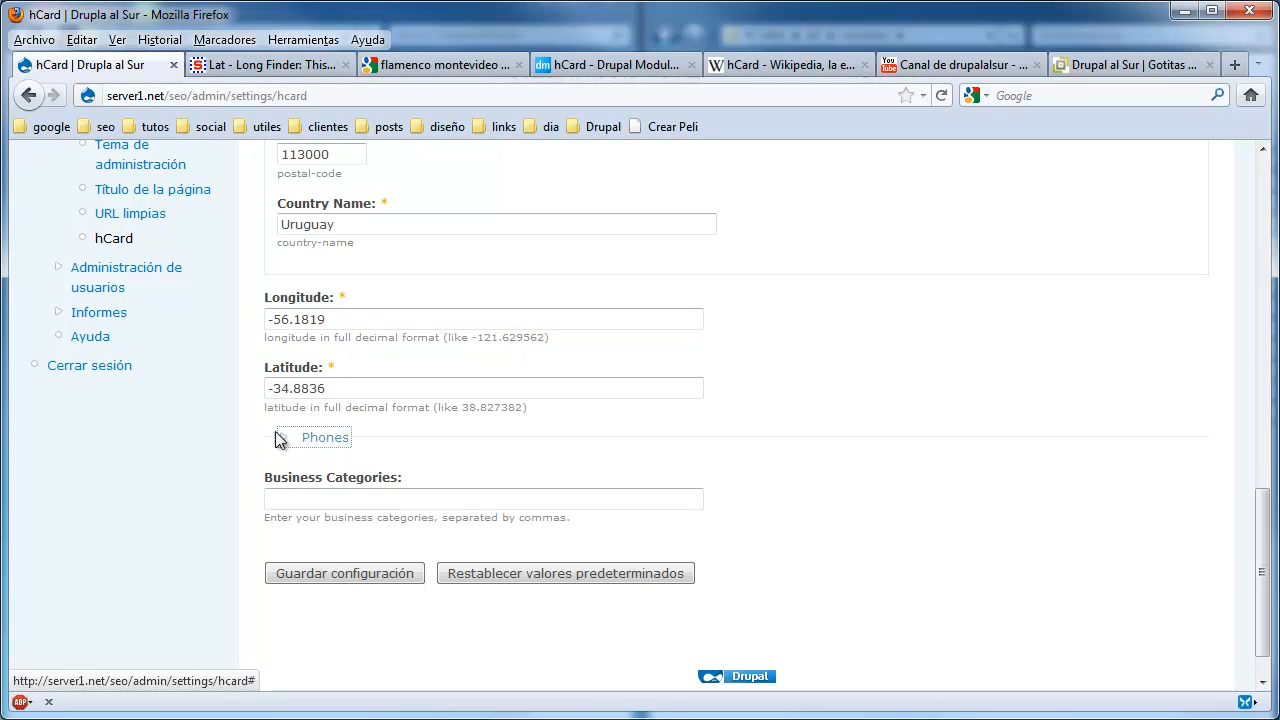 hCard | Drupla al Sur - Mozilla Firefox
Archivo Editar Ver Historial Marcadores Herramientas Ayuda
hCard | Drupla al Sur
Lat - Long Finder: This...
flamenco montevideo ...
dm hCard - Drupal Modul...
W hCard - Wikipedia, la e...
You Tube Canal de drupalalsur - ...
Drupal al Sur | Gotitas ...
server1.net/seo/admin/settings/hcard
Google
google seo tutos social utiles clientes posts diseño links dia Drupal Crear Peli
Tema de
administración
Título de la página
URL limpias
hCard
Administración de
usuarios
Informes
Ayuda
Cerrar sesión
113000
postal-code
Country Name: *
Uruguay
country-name
Longitude: *
-56.1819
longitud in full decimal format (like -121.629562)
Latitude: *
-34.8836
latitude in full decimal format (like 38.827382)
Phones
Business Categories:
Enter your business categories, separated by commas.
Guardar configuración Restablecer valores predeterminados
Drupal
http://server1.net/seo/admin/settings/hcard#
ABP